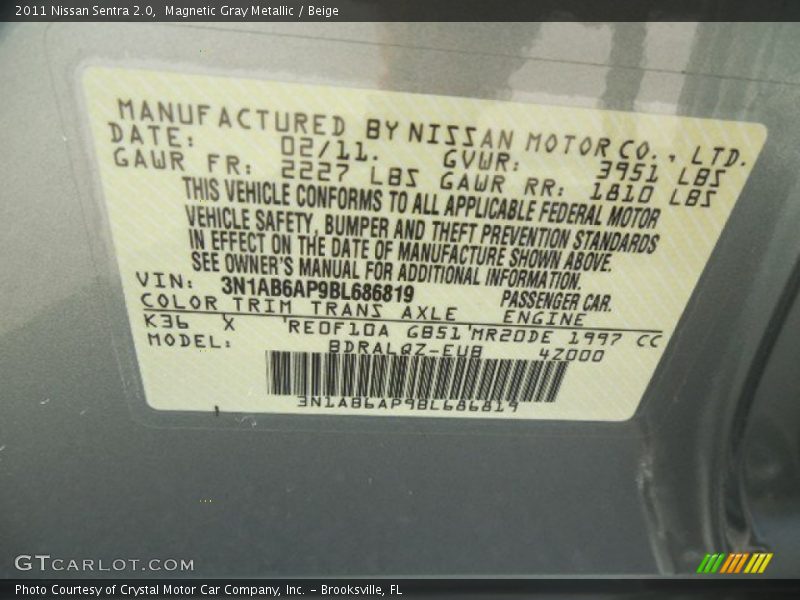 2011 Nissan Sentra 2.0, Magnetic Gray Metallic / Beige
MANUFACTURED BY NISSAN MOTOR CO., LTD.
DATE: 02/11. GVWR: 3951 LBS
GAWR FR: 2227 LBS GAWR RR: 1810 LBS
THIS VEHICLE CONFORMS TO ALL APPLICABLE FEDERAL MOTOR
VEHICLE SAFETY, BUMPER AND THEFT PREVENTION STANDARDS
IN EFFECT ON THE DATE OF MANUFACTURE SHOWN ABOVE.
SEE OWNER'S MANUAL FOR ADDITIONAL INFORMATION.
VIN: 3N1AB6AP9BL686819 PASSENGER CAR.
COLOR TRIM TRANS AXLE ENGINE
K36 X RE0F10A GB51 MR20DE 1997 CC
MODEL: BDRALQZ-EUB 4Z000
3N1AB6AP9BL686819
GTCARLOT.COM
Photo Courtesy of Crystal Motor Car Company, Inc. – Brooksville, FL